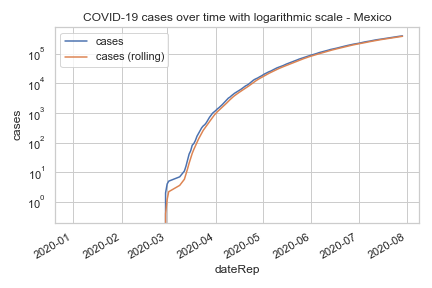 COVID-19 cases over time with logarithmic scale - Mexico
cases
cases (rolling)
10⁵
10⁴
10³
10²
10¹
10⁰
cases
2020-01
2020-02
2020-03
2020-04
2020-05
2020-06
2020-07
2020-08
dateRep